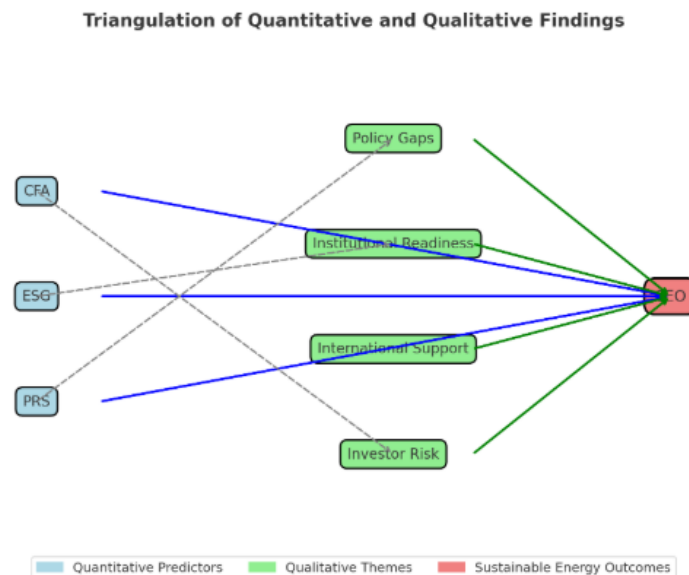 Triangulation of Quantitative and Qualitative Findings
Policy Gaps
CFA
Institutional Readiness
ESG
EO
International Support
PRS
Investor Risk
Quantitative Predictors
Qualitative Themes
Sustainable Energy Outcomes